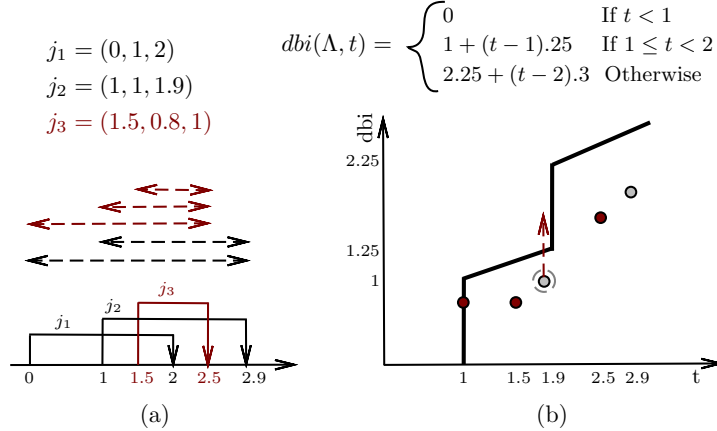 j₁ = (0, 1, 2)
j₂ = (1, 1, 1.9)
j₃ = (1.5, 0.8, 1)
dbi(Λ, t) =
0 If t < 1
1 + (t − 1).25 If 1 ≤ t < 2
2.25 + (t − 2).3 Otherwise
j₃
j₂
j₁
0 1 1.5 2 2.5 2.9
(a)
dbi
2.25
1.25
1
1 1.5 1.9 2.5 2.9 t
(b)